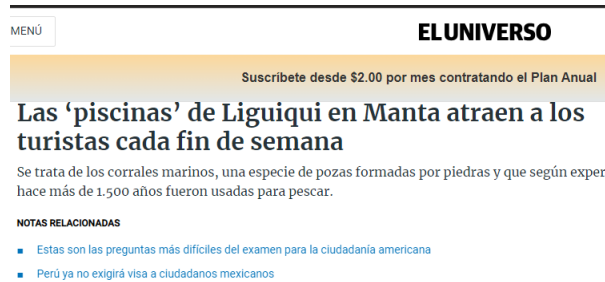 MENÚ
EL UNIVERSO
Suscríbete desde $2.00 por mes contratando el Plan Anual
Las ‘piscinas’ de Liguiqui en Manta atraen a los
turistas cada fin de semana
Se trata de los corrales marinos, una especie de pozas formadas por piedras y que según exper
hace más de 1.500 años fueron usadas para pescar.
NOTAS RELACIONADAS
Estas son las preguntas más difíciles del examen para la ciudadanía americana
Perú ya no exigirá visa a ciudadanos mexicanos